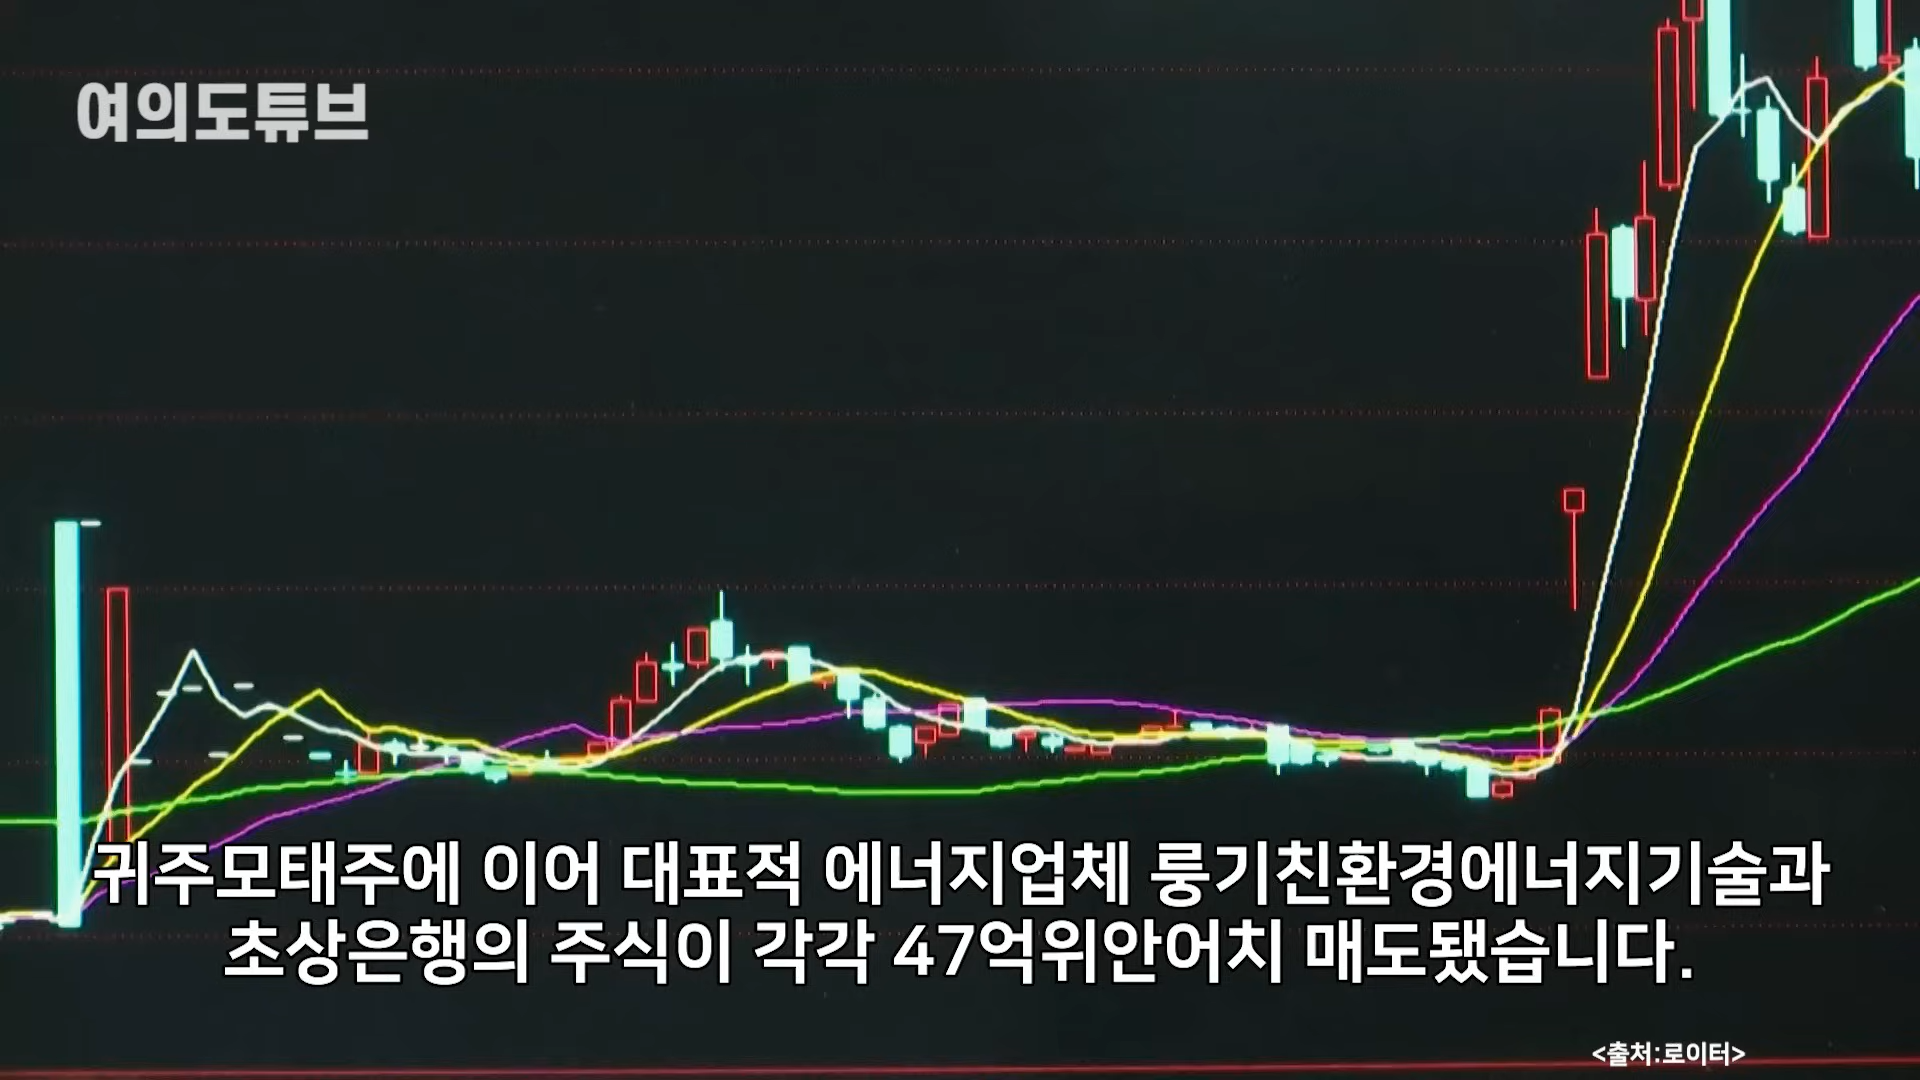 여의도튜브
귀주모태주에 이어 대표적 에너지업체 룽기친환경에너지기술과
초상은행의 주식이 각각 47억위안어치 매도됐습니다.
<출처:로이터>